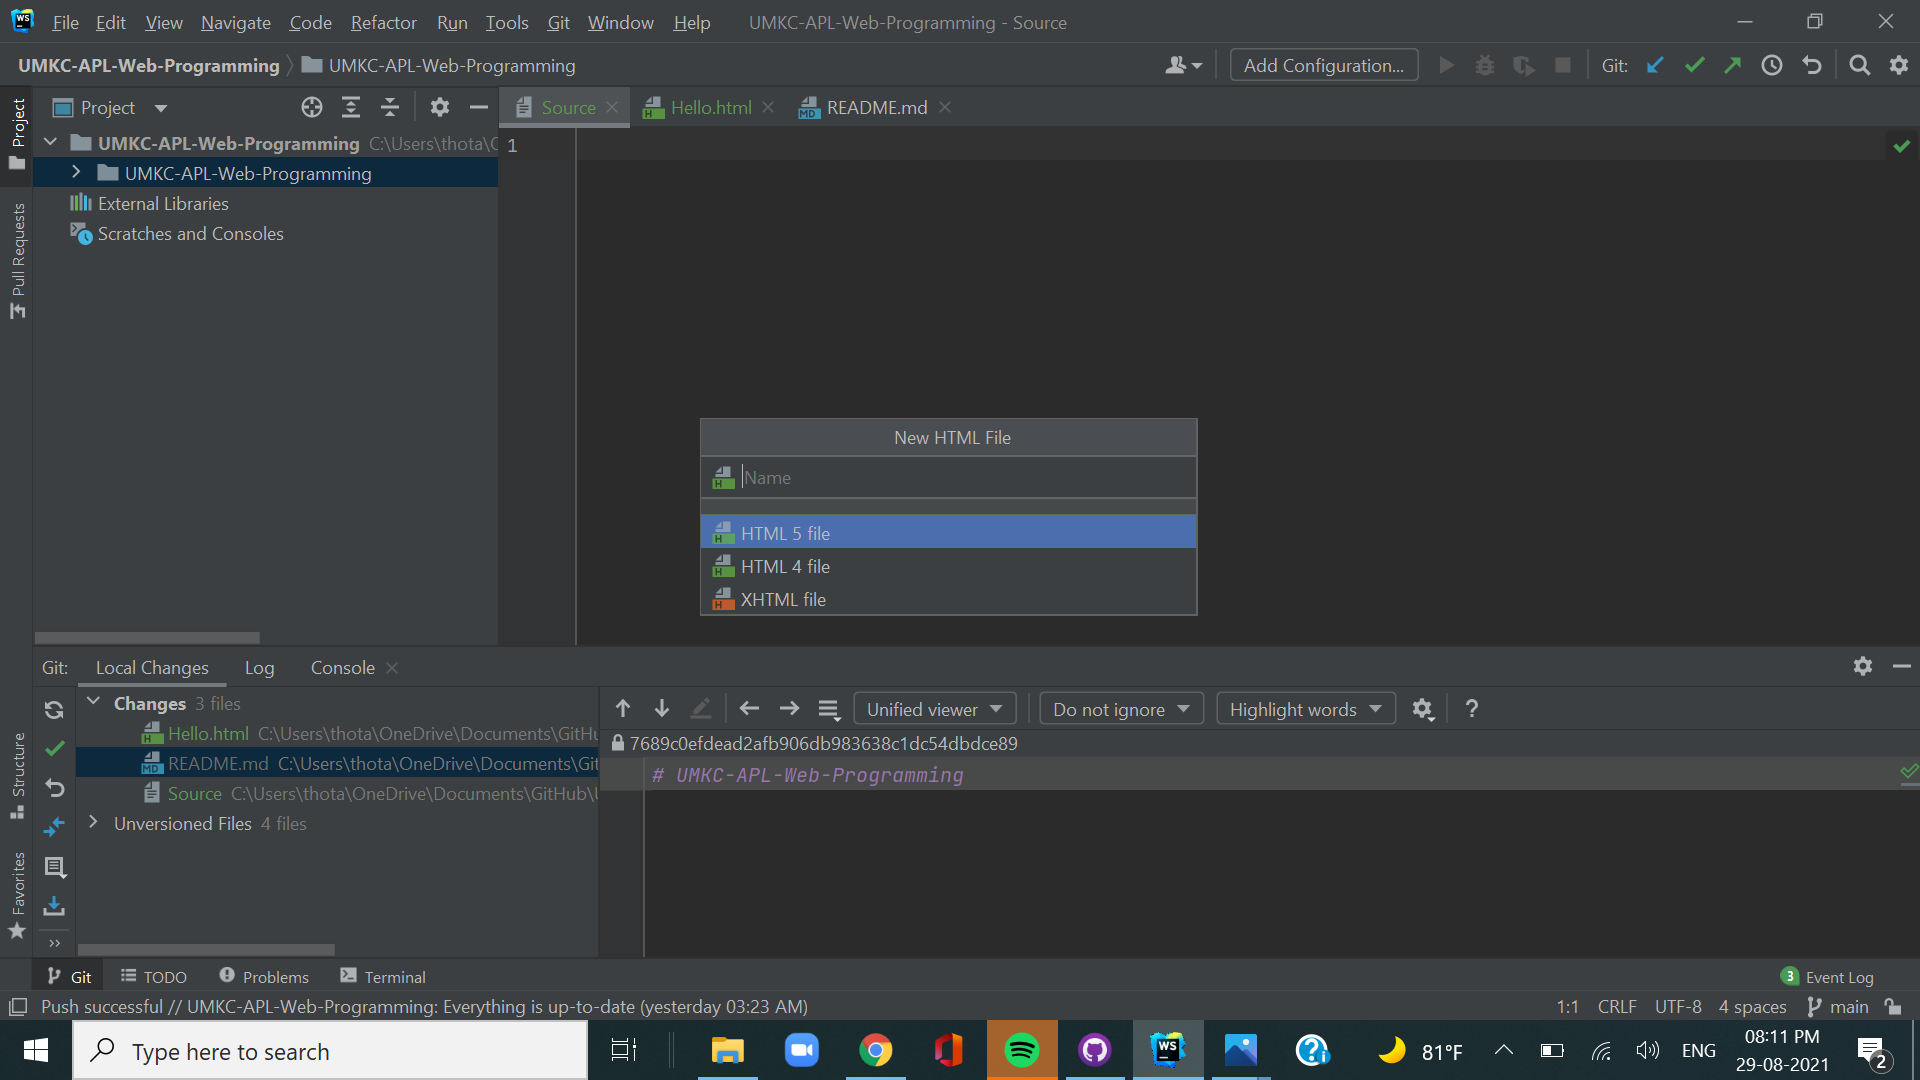 File Edit View Navigate Code Refactor Run Tools Git Window Help UMKC-APL-Web-Programming - Source
UMKC-APL-Web-Programming UMKC-APL-Web-Programming Add Configuration... Git:
Project Source Hello.html README.md
Project
Pull Requests
Structure
Favorites
UMKC-APL-Web-Programming C:\Users\thota\
UMKC-APL-Web-Programming
External Libraries
Scratches and Consoles
1
New HTML File
Name
HTML 5 file
HTML 4 file
XHTML file
Git: Local Changes Log Console
Changes 3 files
Hello.html C:\Users\thota\OneDrive\Documents\GitH
README.md C:\Users\thota\OneDrive\Documents\Git
Source C:\Users\thota\OneDrive\Documents\GitHub\
Unversioned Files 4 files
Unified viewer Do not ignore Highlight words ?
7689c0efdead2afb906db983638c1dc54dbdce89
# UMKC-APL-Web-Programming
Git TODO Problems Terminal 3 Event Log
Push successful // UMKC-APL-Web-Programming: Everything is up-to-date (yesterday 03:23 AM) 1:1 CRLF UTF-8 4 spaces main
Type here to search 81°F ENG 08:11 PM
29-08-2021 2